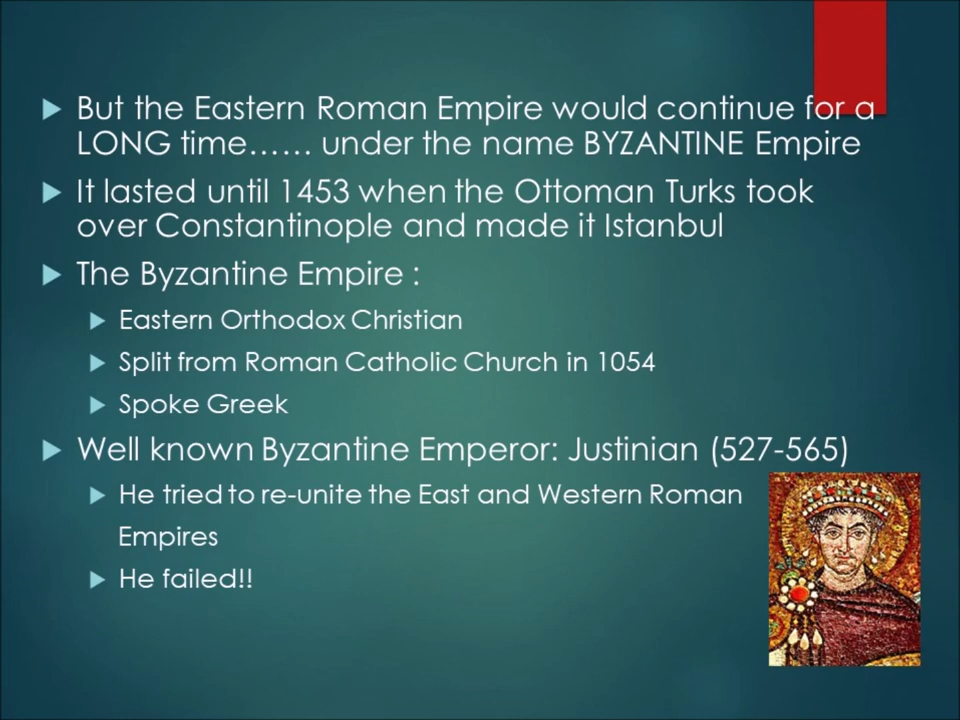 But the Eastern Roman Empire would continue for a
LONG time…… under the name BYZANTINE Empire
It lasted until 1453 when the Ottoman Turks took
over Constantinople and made it Istanbul
The Byzantine Empire :
Eastern Orthodox Christian
Split from Roman Catholic Church in 1054
Spoke Greek
Well known Byzantine Emperor: Justinian (527-565)
He tried to re-unite the East and Western Roman
Empires
He failed!!